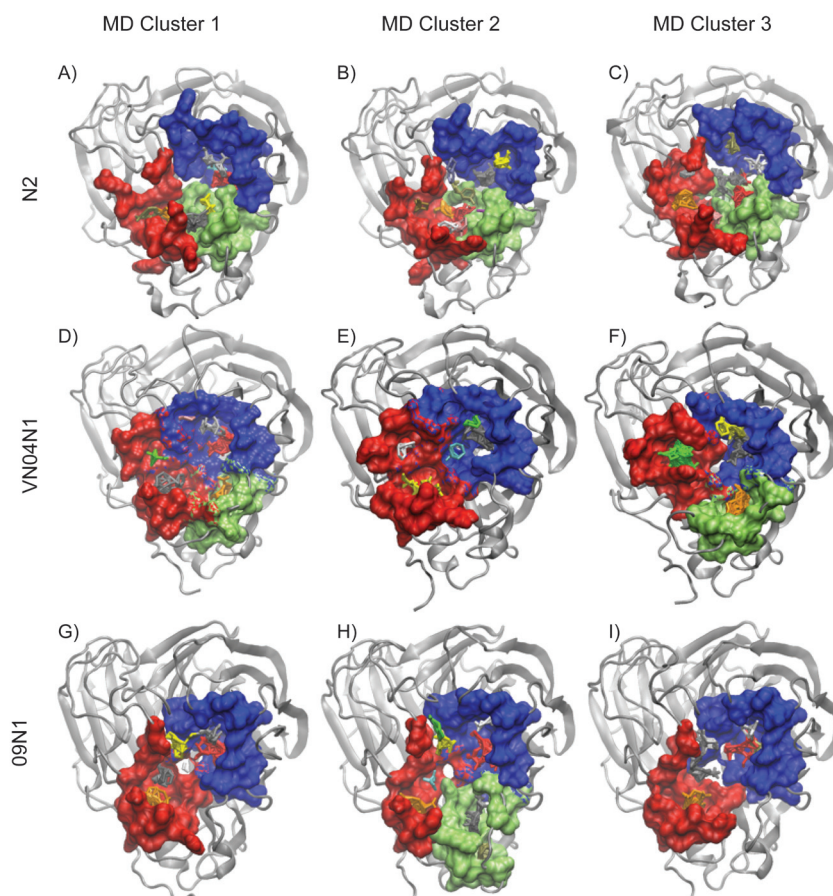 MD Cluster 1 MD Cluster 2 MD Cluster 3
A) B) C)
N2
D) E) F)
VN04N1
G) H) I)
09N1